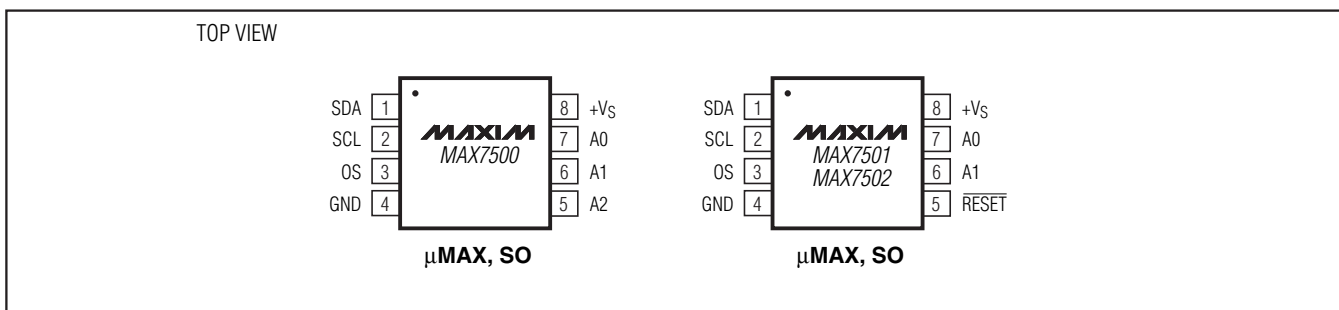 TOP VIEW
SDA 1
SCL 2
OS 3
GND 4
MAXIM
MAX7500
8 +VS
7 A0
6 A1
5 A2
μMAX, SO
SDA 1
SCL 2
OS 3
GND 4
MAXIM
MAX7501
MAX7502
8 +VS
7 A0
6 A1
5 RESET
μMAX, SO